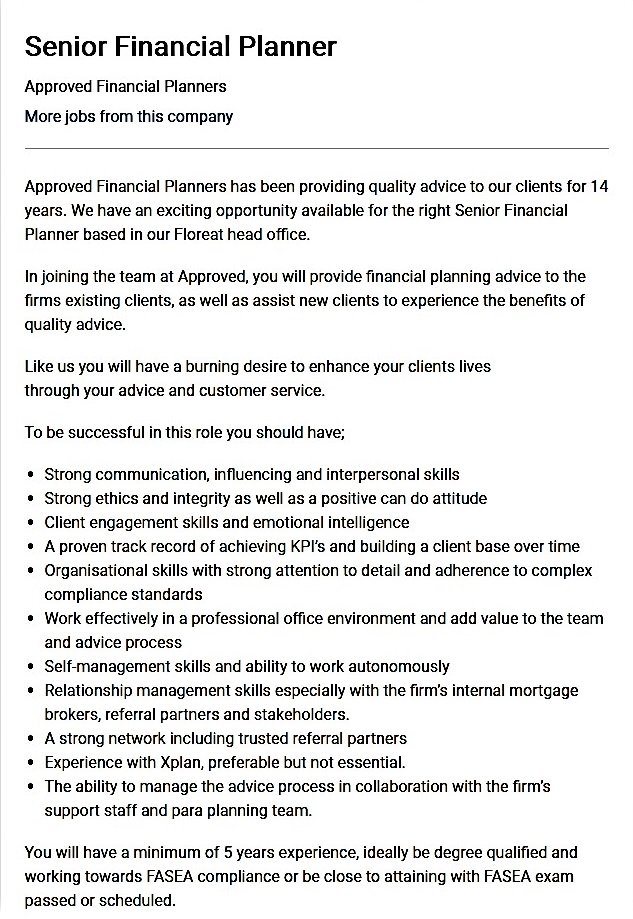 Senior Financial Planner
Approved Financial Planners
More jobs from this company
Approved Financial Planners has been providing quality advice to our clients for 14
years. We have an exciting opportunity available for the right Senior Financial
Planner based in our Floreat head office.
In joining the team at Approved, you will provide financial planning advice to the
firms existing clients, as well as assist new clients to experience the benefits of
quality advice.
Like us you will have a burning desire to enhance your clients lives
through your advice and customer service.
To be successful in this role you should have;
• Strong communication, influencing and interpersonal skills
• Strong ethics and integrity as well as a positive can do attitude
• Client engagement skills and emotional intelligence
• A proven track record of achieving KPI's and building a client base over time
• Organisational skills with strong attention to detail and adherence to complex
compliance standards
• Work effectively in a professional office environment and add value to the team
and advice process
• Self-management skills and ability to work autonomously
• Relationship management skills especially with the firm's internal mortgage
brokers, referral partners and stakeholders.
• A strong network including trusted referral partners
• Experience with Xplan, preferable but not essential.
• The ability to manage the advice process in collaboration with the firm's
support staff and para planning team.
You will have a minimum of 5 years experience, ideally be degree qualified and
working towards FASEA compliance or be close to attaining with FASEA exam
passed or scheduled.